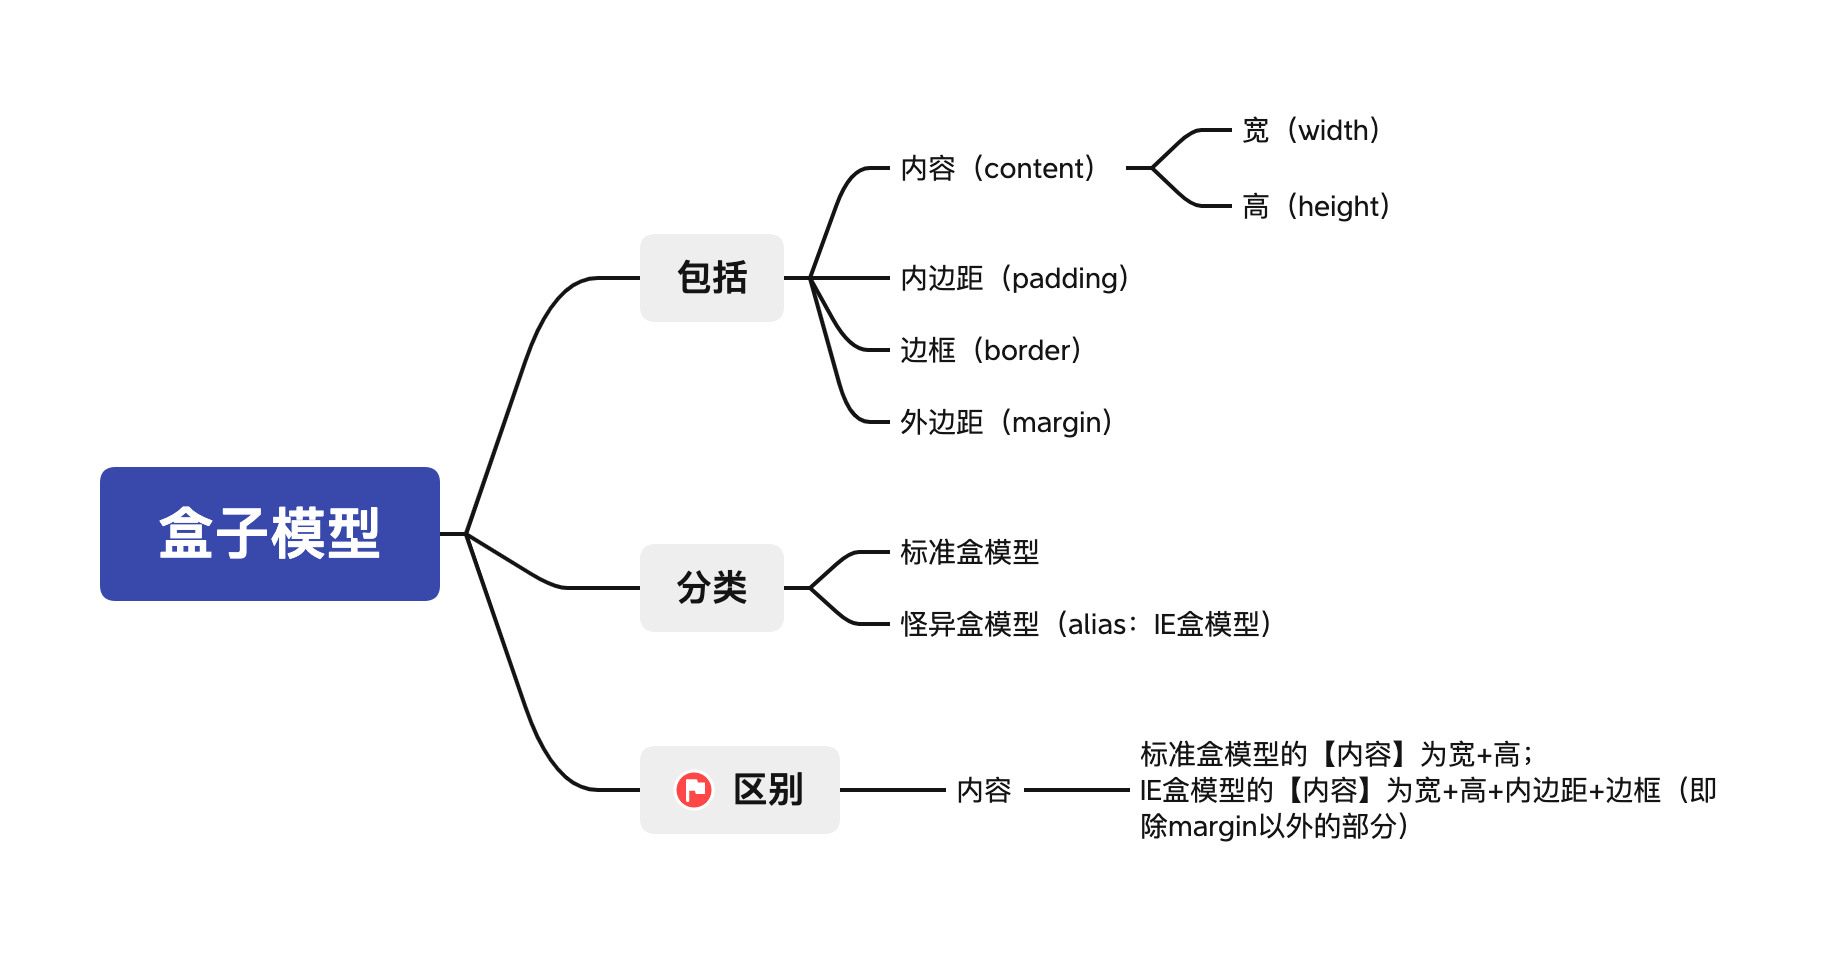 盒子模型
包括
内容（content）
宽（width）
高（height）
内边距（padding）
边框（border）
外边距（margin）
分类
标准盒模型
怪异盒模型（alias：IE盒模型）
区别
内容
标准盒模型的【内容】为宽+高；
IE盒模型的【内容】为宽+高+内边距+边框（即
除margin以外的部分）